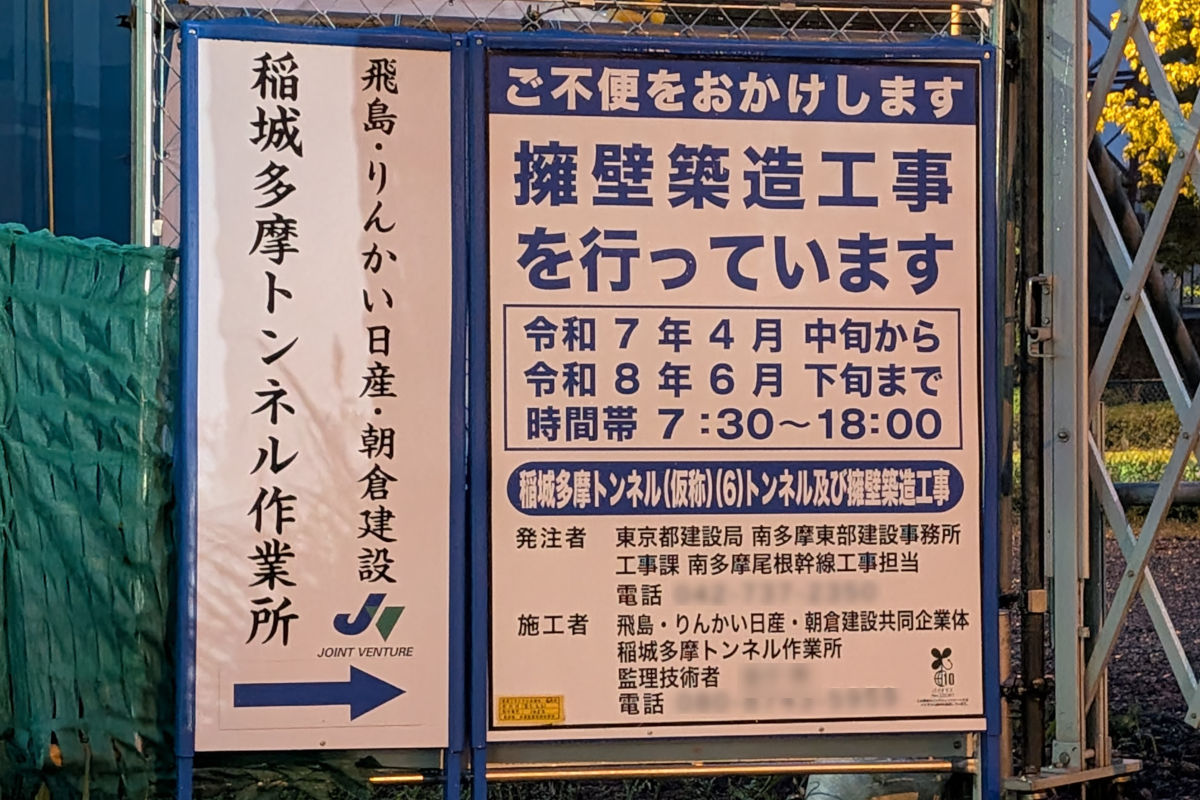 飛島・りんかい日産・朝倉建設
稲城多摩トンネル作業所
JV
JOINT VENTURE
ご不便をおかけします
擁壁築造工事
を行っています
令和 7 年 4 月 中旬から
令和 8 年 6 月 下旬まで
時間帯 7:30～18:00
稲城多摩トンネル(仮称)(6)トンネル及び擁壁築造工事
発注者 東京都建設局 南多摩東部建設事務所
工事課 南多摩尾根幹線工事担当
電話
施工者 飛島・りんかい日産・朝倉建設共同企業体
稲城多摩トンネル作業所
監理技術者
電話
10